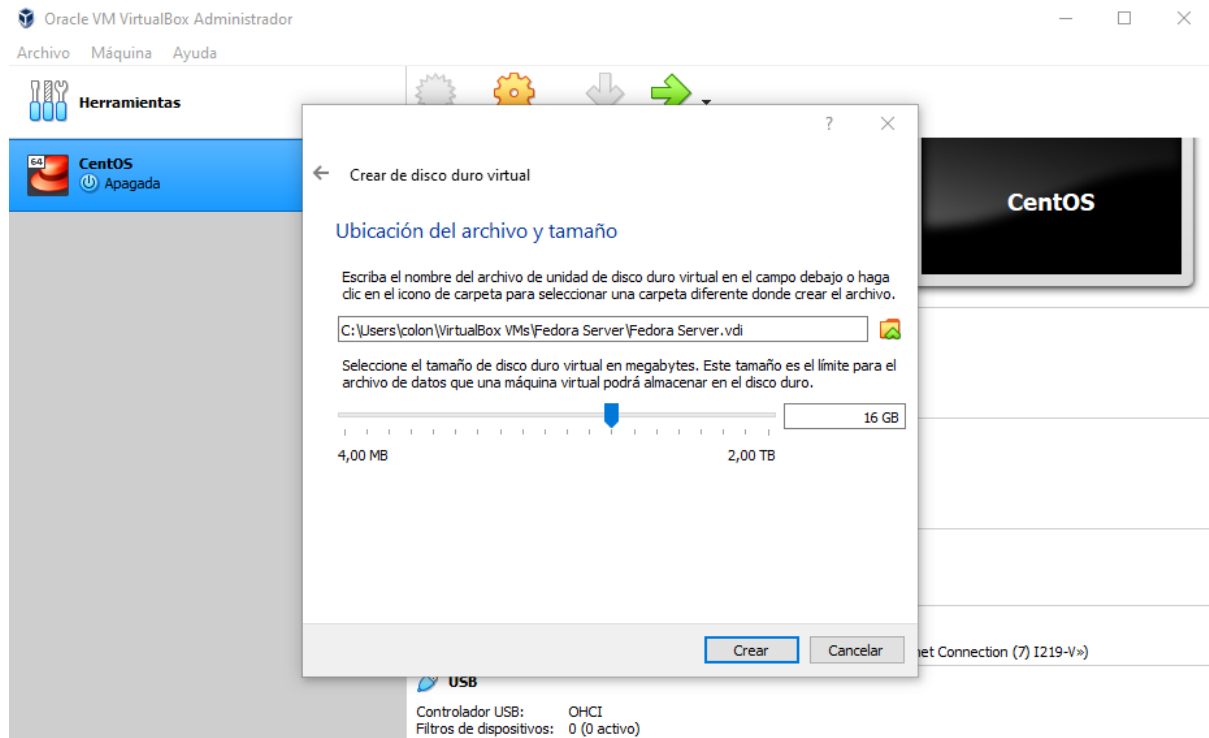 Oracle VM VirtualBox Administrador
Archivo Máquina Ayuda
Herramientas
64
CentOS
Apagada
?
Crear de disco duro virtual
Ubicación del archivo y tamaño
Escriba el nombre del archivo de unidad de disco duro virtual en el campo debajo o haga
clic en el icono de carpeta para seleccionar una carpeta diferente donde crear el archivo.
C:\Users\colon\VirtualBox VMs\Fedora Server\Fedora Server.vdi
Seleccione el tamaño de disco duro virtual en megabytes. Este tamaño es el límite para el
archivo de datos que una máquina virtual podrá almacenar en el disco duro.
16 GB
4,00 MB 2,00 TB
Crear Cancelar
CentOS
net Connection (7) I219-V»)
USB
Controlador USB: OHCI
Filtros de dispositivos: 0 (0 activo)